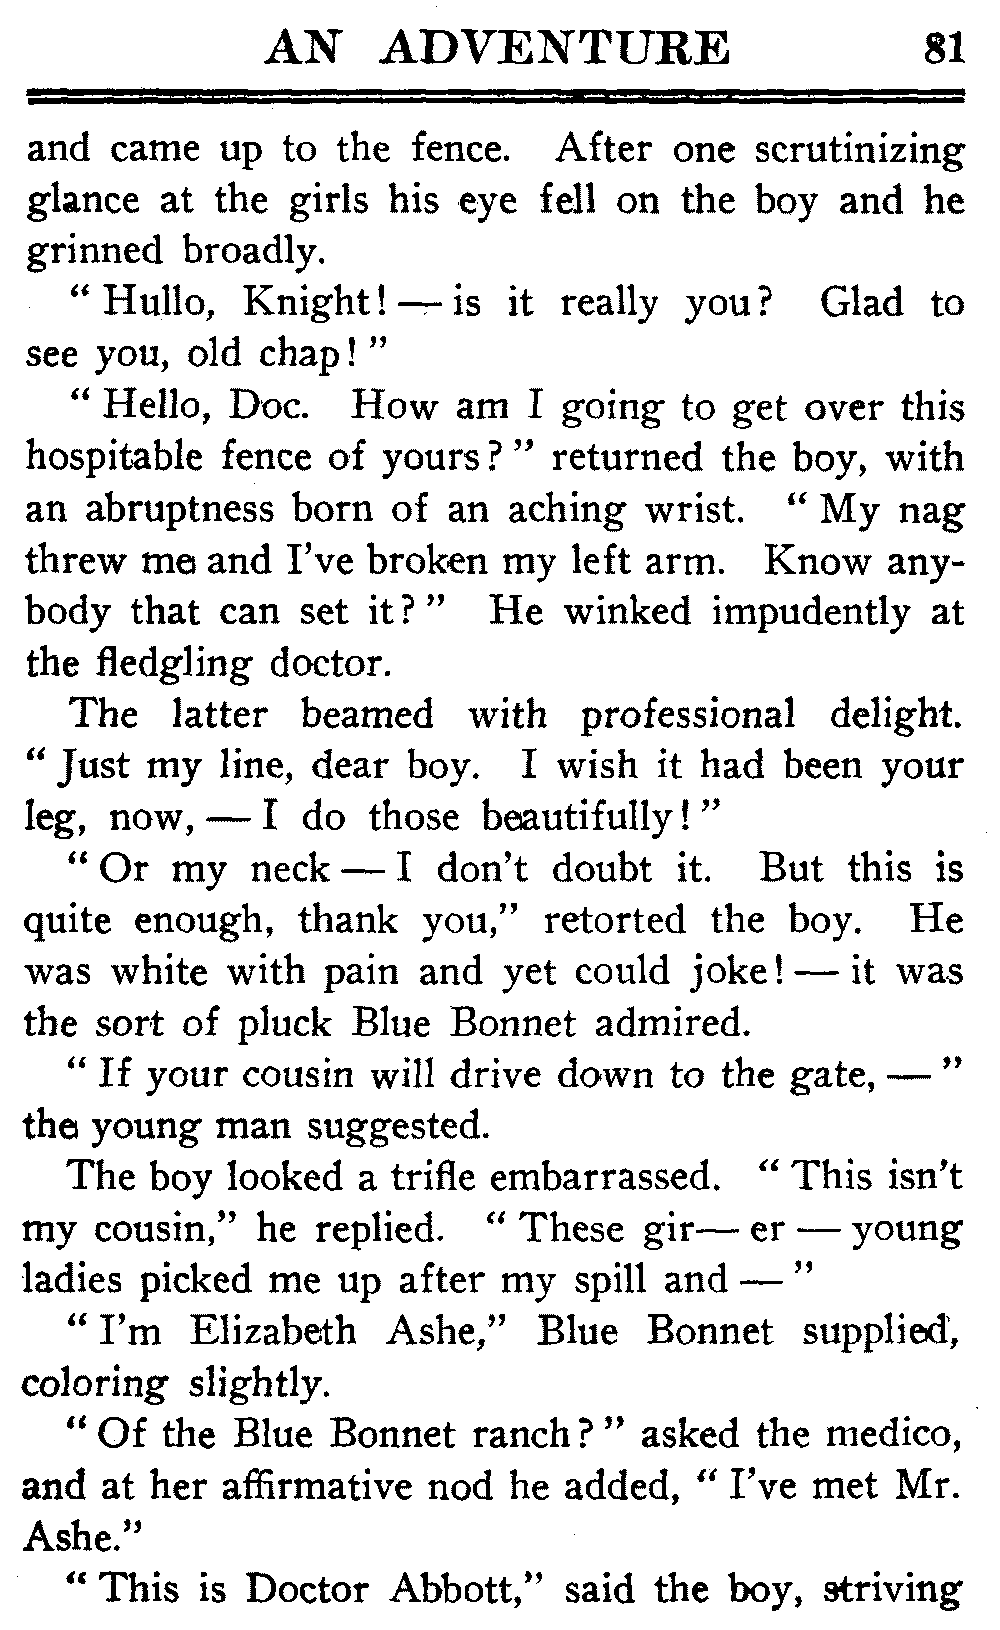 AN ADVENTURE 81
and came up to the fence. After one scrutinizing
glance at the girls his eye fell on the boy and he
grinned broadly.
“ Hullo, Knight! — is it really you? Glad to
see you, old chap! ”
“ Hello, Doc. How am I going to get over this
hospitable fence of yours? ” returned the boy, with
an abruptness born of an aching wrist. “ My nag
threw me and I've broken my left arm. Know any-
body that can set it? ” He winked impudently at
the fledgling doctor.
The latter beamed with professional delight.
“ Just my line, dear boy. I wish it had been your
leg, now, — I do those beautifully! ”
“ Or my neck — I don't doubt it. But this is
quite enough, thank you,” retorted the boy. He
was white with pain and yet could joke! — it was
the sort of pluck Blue Bonnet admired.
“ If your cousin will drive down to the gate, — ”
the young man suggested.
The boy looked a trifle embarrassed. “ This isn't
my cousin,” he replied. “ These gir— er — young
ladies picked me up after my spill and — ”
“ I'm Elizabeth Ashe,” Blue Bonnet supplied,
coloring slightly.
“ Of the Blue Bonnet ranch? ” asked the medico,
and at her affirmative nod he added, “ I've met Mr.
Ashe.”
“ This is Doctor Abbott,” said the boy, striving